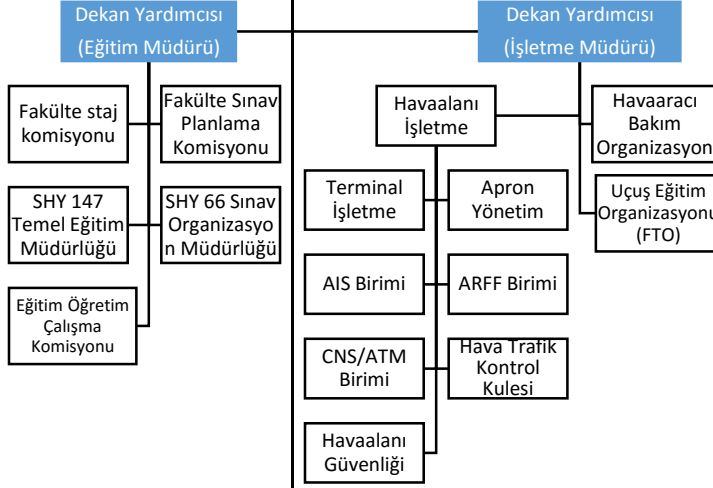 Dekan Yardımcısı
(Eğitim Müdürü)
Fakülte staj
komisyonu
Fakülte Sınav
Planlama
Komisyonu
SHY 147
Temel Eğitim
Müdürlüğü
SHY 66 Sınav
Organizasyo
n Müdürlüğü
Eğitim Öğretim
Çalışma
Komisyonu
Dekan Yardımcısı
(İşletme Müdürü)
Havaalanı
İşletme
Havaaracı
Bakım
Organizasyon
Terminal
İşletme
Apron
Yönetim
Uçuş Eğitim
Organizasyonu
(FTO)
AIS Birimi
ARFF Birimi
CNS/ATM
Birimi
Hava Trafik
Kontrol
Kulesi
Havaalanı
Güvenliği